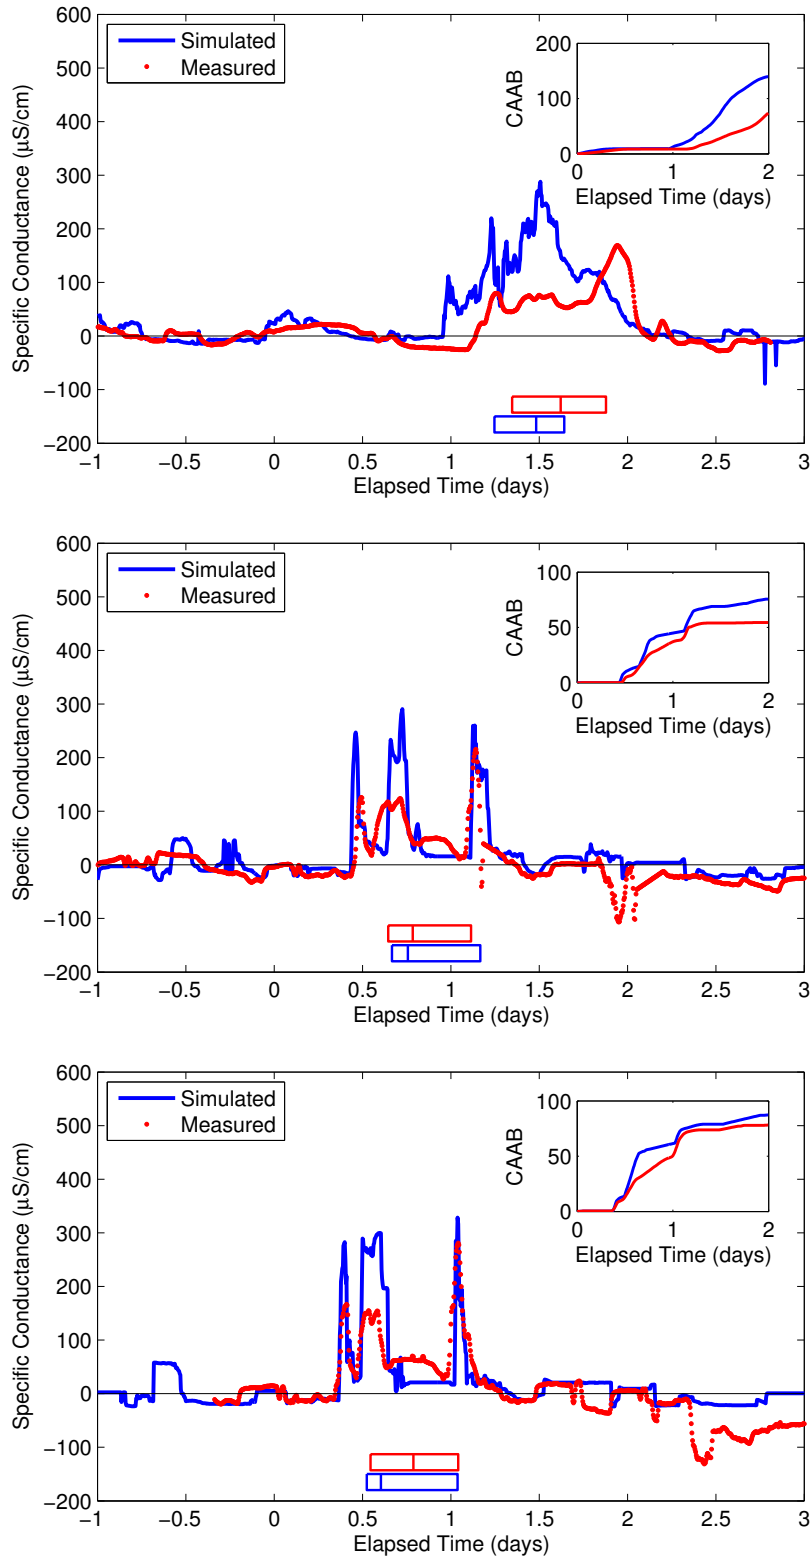 600
500
400
300
200
100
0
−100
−200
Specific Conductance (μS/cm)
Simulated
Measured
200
100
0
CAAB
0 1 2
Elapsed Time (days)
−1 −0.5 0 0.5 1 1.5 2 2.5 3
Elapsed Time (days)
600
500
400
300
200
100
0
−100
−200
Specific Conductance (μS/cm)
Simulated
Measured
100
50
0
CAAB
0 1 2
Elapsed Time (days)
−1 −0.5 0 0.5 1 1.5 2 2.5 3
Elapsed Time (days)
600
500
400
300
200
100
0
−100
−200
Specific Conductance (μS/cm)
Simulated
Measured
100
50
0
CAAB
0 1 2
Elapsed Time (days)
−1 −0.5 0 0.5 1 1.5 2 2.5 3
Elapsed Time (days)